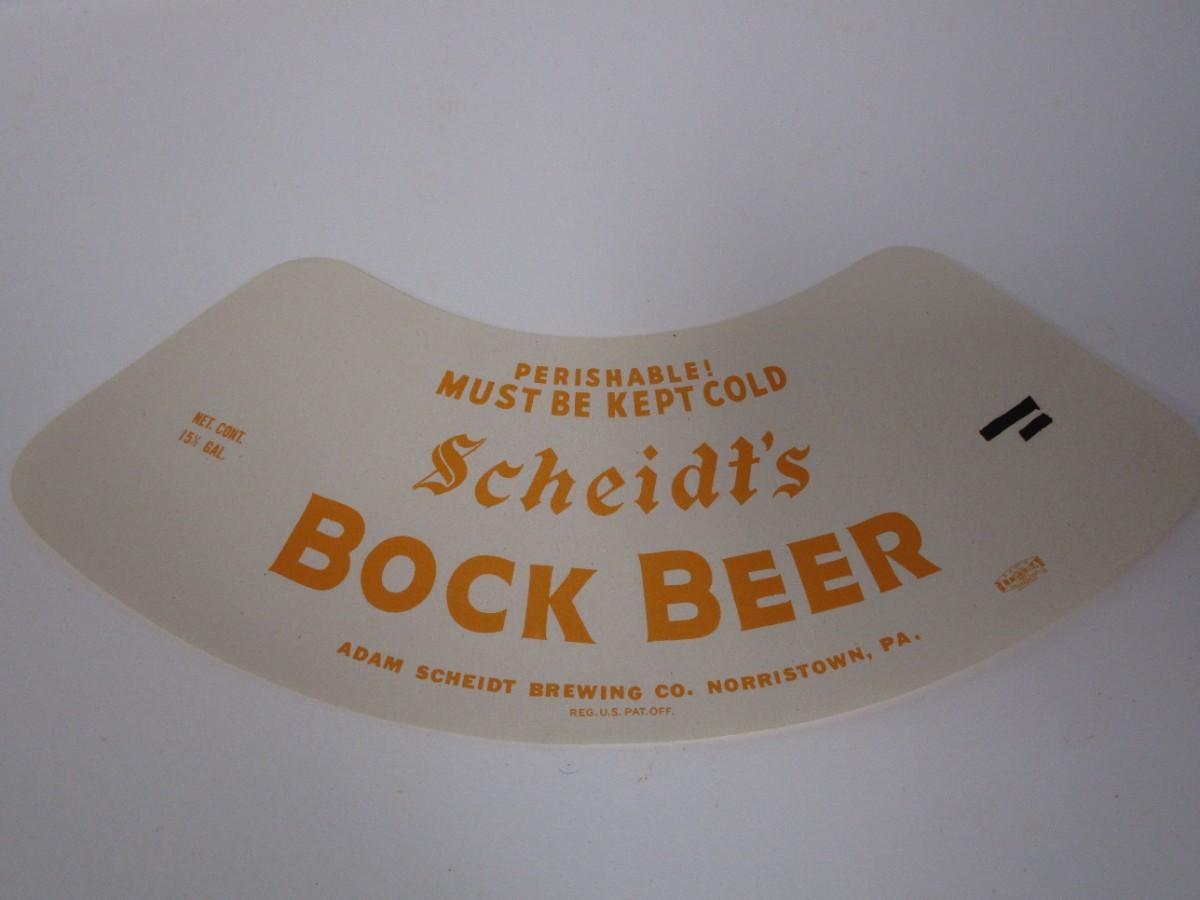 PERISHABLE!
MUST BE KEPT COLD
NET. CONT.
15½ GAL.
Scheidt's
BOCK BEER
ADAM SCHEIDT BREWING CO. NORRISTOWN, PA.
REG. U.S. PAT. OFF.